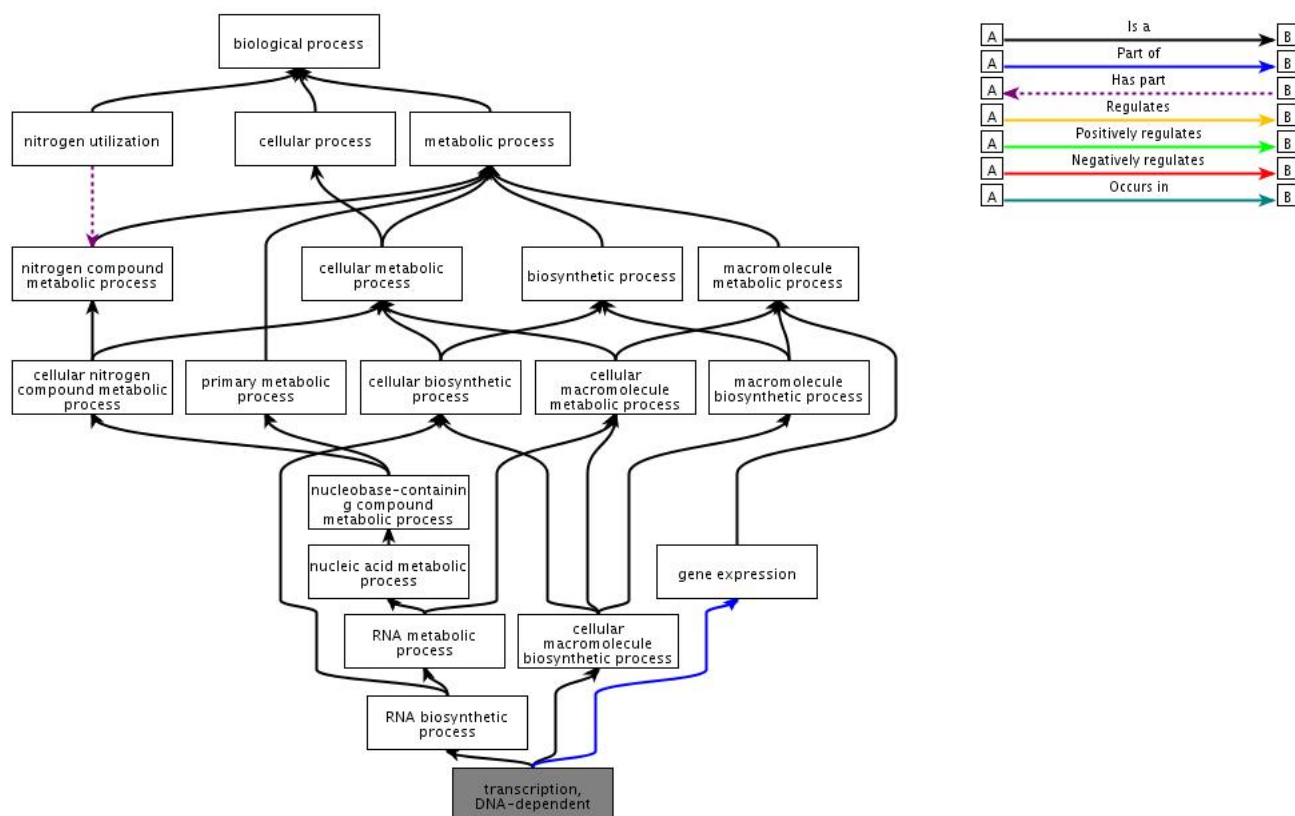 biological process
Is a
A B
Part of
A B
Has part
A B
Regulates
A B
Positively regulates
A B
Negatively regulates
A B
Occurs in
A B
nitrogen utilization
cellular process
metabolic process
nitrogen compound
metabolic process
cellular metabolic
process
biosynthetic process
macromolecule
metabolic process
cellular nitrogen
compound metabolic
process
primary metabolic
process
cellular biosynthetic
process
cellular
macromolecule
metabolic process
macromolecule
biosynthetic process
nucleobase-containin
g compound
metabolic process
nucleic acid metabolic
process
gene expression
RNA metabolic
process
cellular
macromolecule
biosynthetic process
RNA biosynthetic
process
transcription,
DNA-dependent